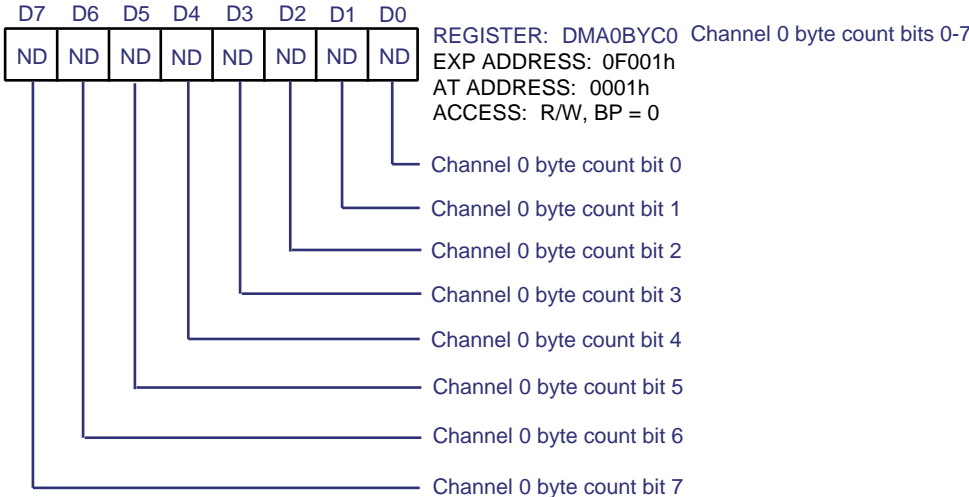 D7 D6 D5 D4 D3 D2 D1 D0
ND ND ND ND ND ND ND ND
REGISTER: DMA0BYC0 Channel 0 byte count bits 0-7
EXP ADDRESS: 0F001h
AT ADDRESS: 0001h
ACCESS: R/W, BP = 0
Channel 0 byte count bit 0
Channel 0 byte count bit 1
Channel 0 byte count bit 2
Channel 0 byte count bit 3
Channel 0 byte count bit 4
Channel 0 byte count bit 5
Channel 0 byte count bit 6
Channel 0 byte count bit 7